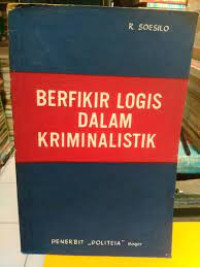 R. SOESILO
BERFIKIR LOGIS
DALAM
KRIMINALISTIK
PENERBIT „POLITEIA" Bogor